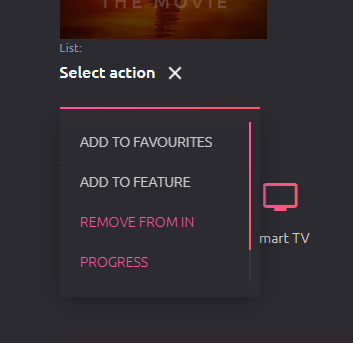 THE MOVIE
List:
Select action
ADD TO FAVOURITES
ADD TO FEATURE
REMOVE FROM IN
PROGRESS
mart TV